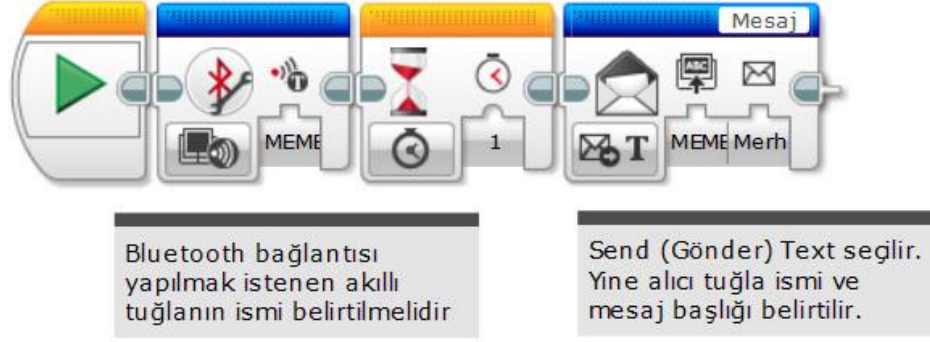 Mesaj
ABC
T
MEME
1
T
MEME Merh
Bluetooth bağlantısı
yapılmak istenen akıllı
tuğlanın ismi belirtilmelidir
Send (Gönder) Text seçilir.
Yine alıcı tuğla ismi ve
mesaj başlığı belirtilir.